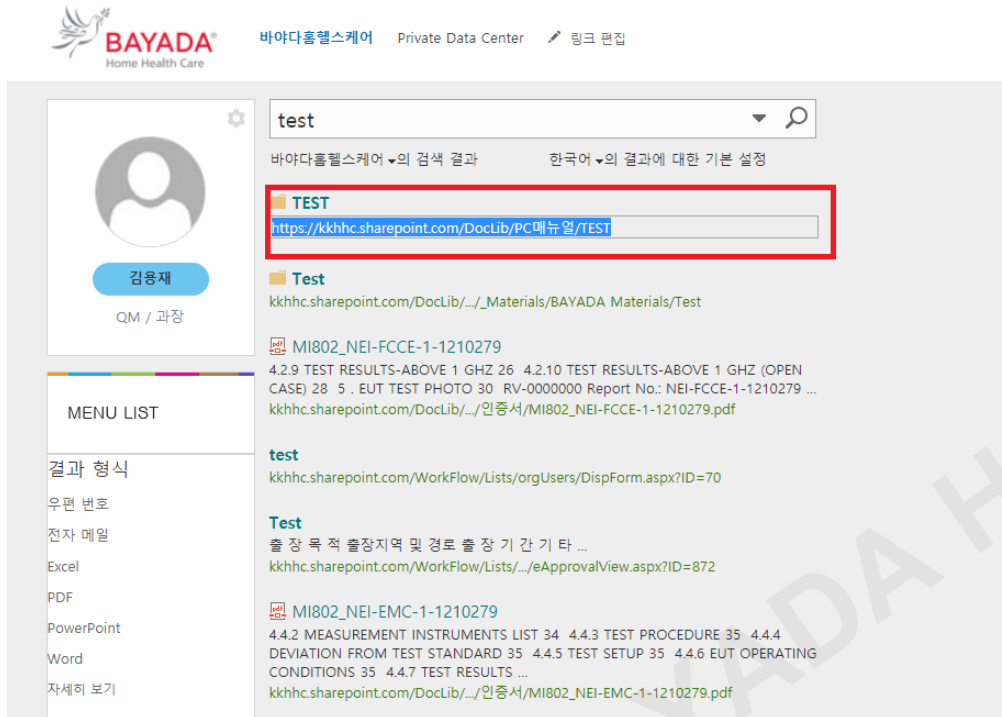 BAYADA®
Home Health Care
바야다홈헬스케어 Private Data Center 링크 편집
test
바야다홈헬스케어 의 검색 결과 한국어 의 결과에 대한 기본 설정
김용재
QM / 과장
MENU LIST
결과 형식
우편 번호
전자 메일
Excel
PDF
PowerPoint
Word
자세히 보기
TEST
https://kkhhc.sharepoint.com/DocLib/PC매뉴얼/TEST
Test
kkhhc.sharepoint.com/DocLib/.../_Materials/BAYADA Materials/Test
MI802_NEI-FCCE-1-1210279
4.2.9 TEST RESULTS-ABOVE 1 GHZ 26 4.2.10 TEST RESULTS-ABOVE 1 GHZ (OPEN
CASE) 28 5 . EUT TEST PHOTO 30 RV-0000000 Report No.: NEI-FCCE-1-1210279 ...
kkhhc.sharepoint.com/DocLib/.../인증서/MI802_NEI-FCCE-1-1210279.pdf
test
kkhhc.sharepoint.com/WorkFlow/Lists/orgUsers/DispForm.aspx?ID=70
Test
출 장 목 적 출장지역 및 경로 출 장 기 간 기 타 ...
kkhhc.sharepoint.com/WorkFlow/Lists/.../eApprovalView.aspx?ID=872
MI802_NEI-EMC-1-1210279
4.4.2 MEASUREMENT INSTRUMENTS LIST 34 4.4.3 TEST PROCEDURE 35 4.4.4
DEVIATION FROM TEST STANDARD 35 4.4.5 TEST SETUP 35 4.4.6 EUT OPERATING
CONDITIONS 35 4.4.7 TEST RESULTS ...
kkhhc.sharepoint.com/DocLib/.../인증서/MI802_NEI-EMC-1-1210279.pdf
YADA H